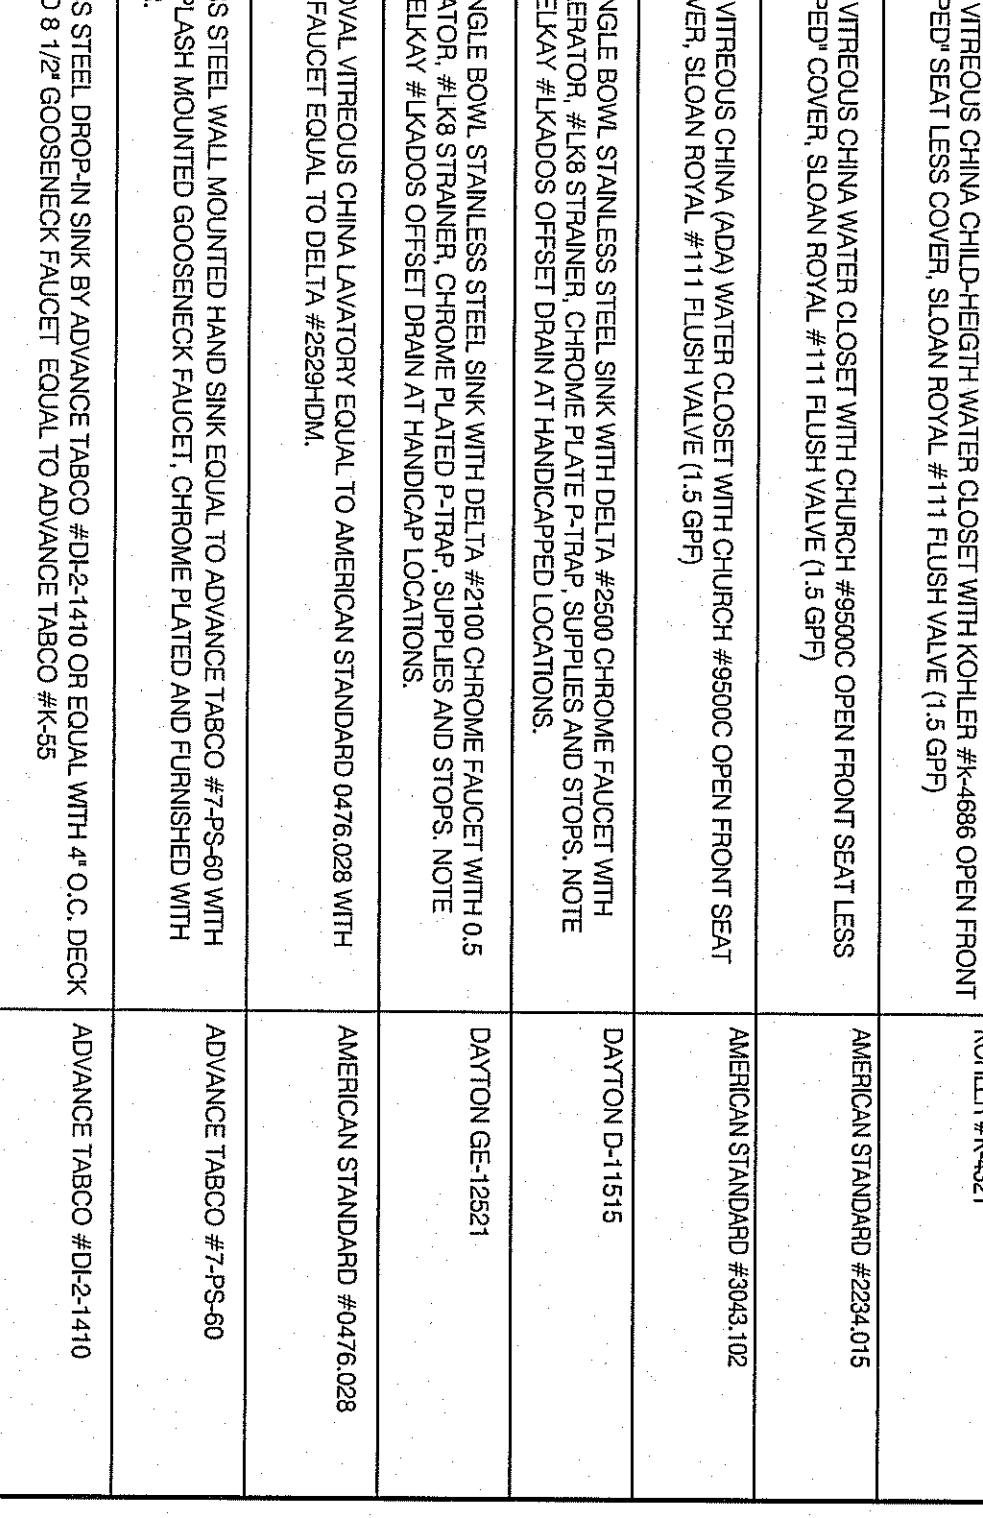 VITREOUS CHINA CHILD-HEIGTH WATER CLOSET WITH KOHLER #K-4686 OPEN FRONT
SEAT LESS COVER, SLOAN ROYAL #111 FLUSH VALVE (1.5 GPF)
KOHLER #K-4321
VITREOUS CHINA WATER CLOSET WITH CHURCH #9500C OPEN FRONT SEAT LESS
COVER, SLOAN ROYAL #111 FLUSH VALVE (1.5 GPF)
AMERICAN STANDARD #2234.015
VITREOUS CHINA (ADA) WATER CLOSET WITH CHURCH #9500C OPEN FRONT SEAT
VER, SLOAN ROYAL #111 FLUSH VALVE (1.5 GPF)
AMERICAN STANDARD #3043.102
NGLE BOWL STAINLESS STEEL SINK WITH DELTA #2500 CHROME FAUCET WITH
ERATOR, #LK8 STRAINER, CHROME PLATE P-TRAP, SUPPLIES AND STOPS. NOTE
ELKAY #LKADOS OFFSET DRAIN AT HANDICAPPED LOCATIONS.
DAYTON D-11515
NGLE BOWL STAINLESS STEEL SINK WITH DELTA #2100 CHROME FAUCET WITH 0.5
ATOR, #LK8 STRAINER, CHROME PLATED P-TRAP, SUPPLIES AND STOPS. NOTE
ELKAY #LKADOS OFFSET DRAIN AT HANDICAP LOCATIONS.
DAYTON GE-12521
OVAL VITREOUS CHINA LAVATORY EQUAL TO AMERICAN STANDARD 0476.028 WITH
FAUCET EQUAL TO DELTA #2529HDM.
AMERICAN STANDARD #0476.028
SS STEEL WALL MOUNTED HAND SINK EQUAL TO ADVANCE TABCO #7-PS-60 WITH
PLASH MOUNTED GOOSENECK FAUCET, CHROME PLATED AND FURNISHED WITH
ADVANCE TABCO #7-PS-60
SS STEEL DROP-IN SINK BY ADVANCE TABCO #DI-2-1410 OR EQUAL WITH 4" O.C. DECK
D 8 1/2" GOOSENECK FAUCET EQUAL TO ADVANCE TABCO #K-55
ADVANCE TABCO #DI-2-1410